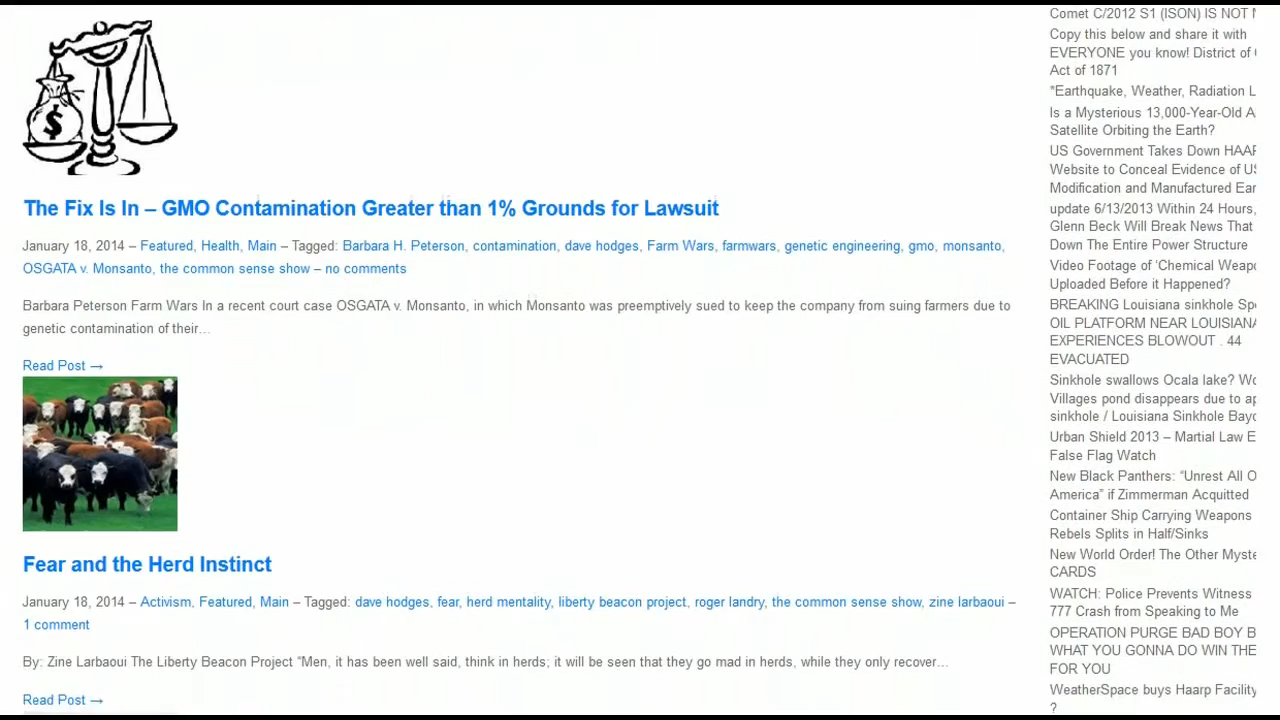 $
The Fix Is In – GMO Contamination Greater than 1% Grounds for Lawsuit
January 18, 2014 – Featured, Health, Main – Tagged: Barbara H. Peterson, contamination, dave hodges, Farm Wars, farmwars, genetic engineering, gmo, monsanto,
OSGATA v. Monsanto, the common sense show – no comments
Barbara Peterson Farm Wars In a recent court case OSGATA v. Monsanto, in which Monsanto was preemptively sued to keep the company from suing farmers due to
genetic contamination of their…
Read Post →
Fear and the Herd Instinct
January 18, 2014 – Activism, Featured, Main – Tagged: dave hodges, fear, herd mentality, liberty beacon project, roger landry, the common sense show, zine larbaoui –
1 comment
By: Zine Larbaoui The Liberty Beacon Project “Men, it has been well said, think in herds; it will be seen that they go mad in herds, while they only recover…
Read Post →
Comet C/2012 S1 (ISON) IS NOT
Copy this below and share it with
EVERYONE you know! District of
Act of 1871
*Earthquake, Weather, Radiation
Is a Mysterious 13,000-Year-Old
Satellite Orbiting the Earth?
US Government Takes Down
Website to Conceal Evidence of
Modification and Manufactured
update 6/13/2013 Within 24 Hours,
Glenn Beck Will Break News That
Down The Entire Power Structure
Video Footage of ‘Chemical
Uploaded Before it Happened?
BREAKING Louisiana sinkhole
OIL PLATFORM NEAR LOUISIANA
EXPERIENCES BLOWOUT . 44
EVACUATED
Sinkhole swallows Ocala lake?
Villages pond disappears due to
sinkhole / Louisiana Sinkhole
Urban Shield 2013 – Martial Law
False Flag Watch
New Black Panthers: “Unrest All
America” if Zimmerman Acquitted
Container Ship Carrying Weapons
Rebels Splits in Half/Sinks
New World Order! The Other
CARDS
WATCH: Police Prevents Witness
777 Crash from Speaking to Me
OPERATION PURGE BAD BOY
WHAT YOU GONNA DO WIN
FOR YOU
WeatherSpace buys Haarp Facility
?